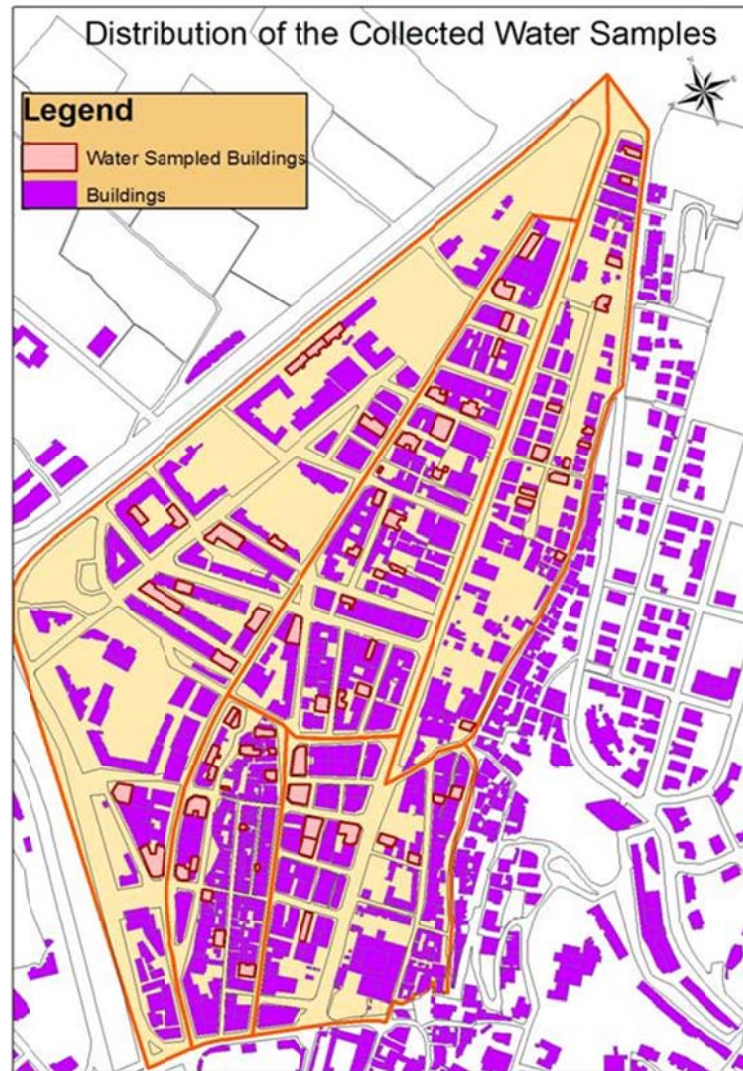 Distribution of the Collected Water Samples
Legend
Water Sampled Buildings
Buildings